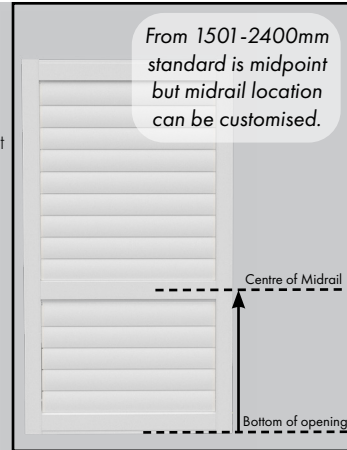 From 1501-2400mm
standard is midpoint
but midrail location
can be customised.
Centre of Midrail
Bottom of opening